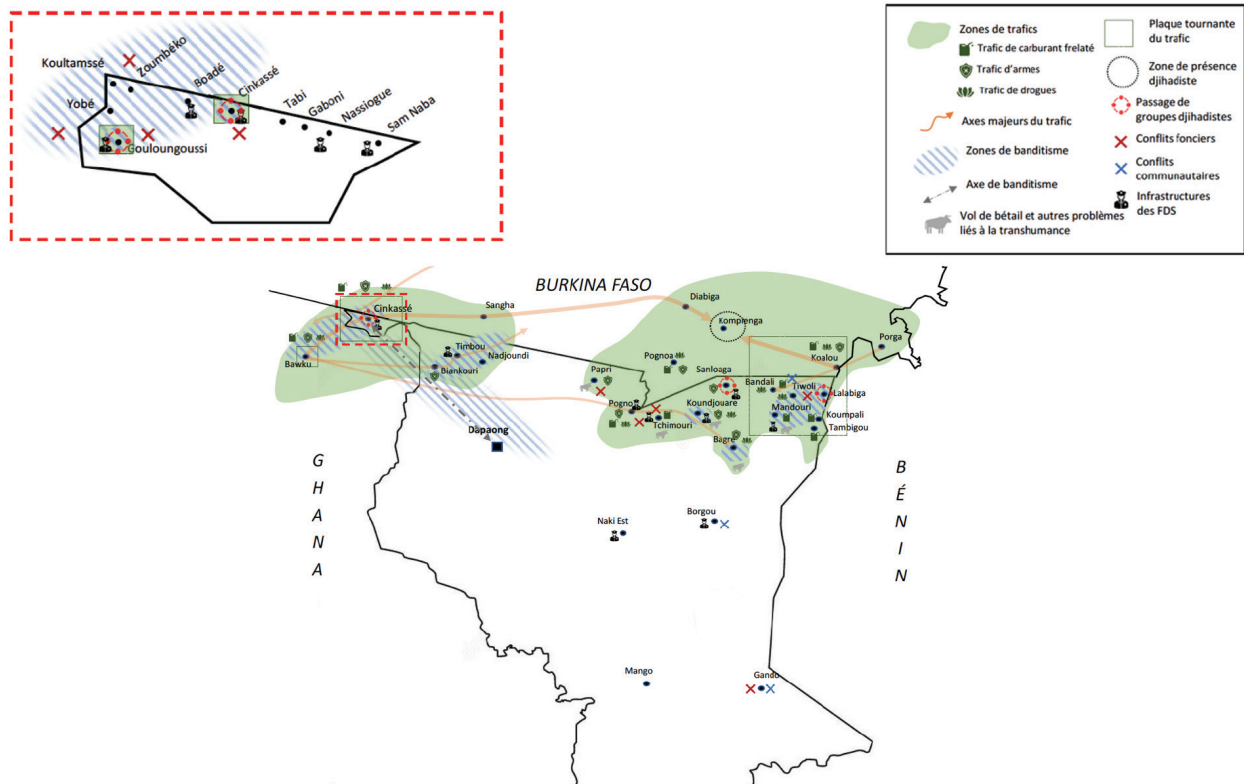 Koultamssé
Zoumbéko
Boadé
Cinkassé
Yobé
Tabi
Gaboni
Nassiogue
Sam Naba
Gouloungoussi
Zones de trafics
Trafic de carburant frelaté
Trafic d'armes
Trafic de drogues
Axes majeurs du trafic
Zones de banditisme
Axe de banditisme
Vol de bétail et autres problèmes
liés à la transhumance
Plaque tournante
du trafic
Zone de présence
djihadiste
Passage de
groupes djihadistes
Conflits fonciers
Conflits
communautaires
Infrastructures
des FDS
BURKINA FASO
Cinkassé
Sangha
Diabiga
Kompienga
Porga
Timbou
Nadjoundi
Bawku
Biankouri
Pognoa
Koalou
Papri
Sanloaga
Bandali
Tiwoli
Lalabiga
Pogno
Koundjouare
Mandouri
Koumpali
Tchimouri
Tambigou
Dapaong
Bagre
GHANA
BÉNIN
Naki Est
Borgou
Mango
Gando